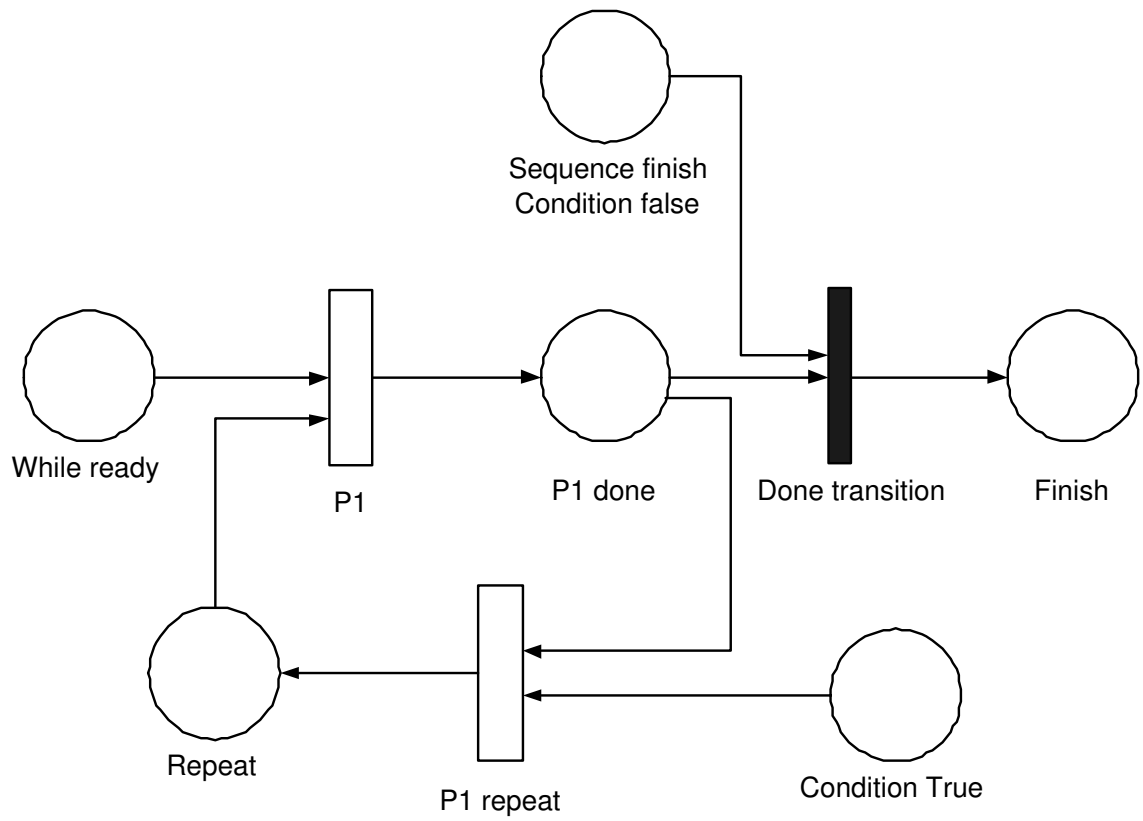 Sequence finish
Condition false
While ready
P1
P1 done
Done transition
Finish
Repeat
P1 repeat
Condition True